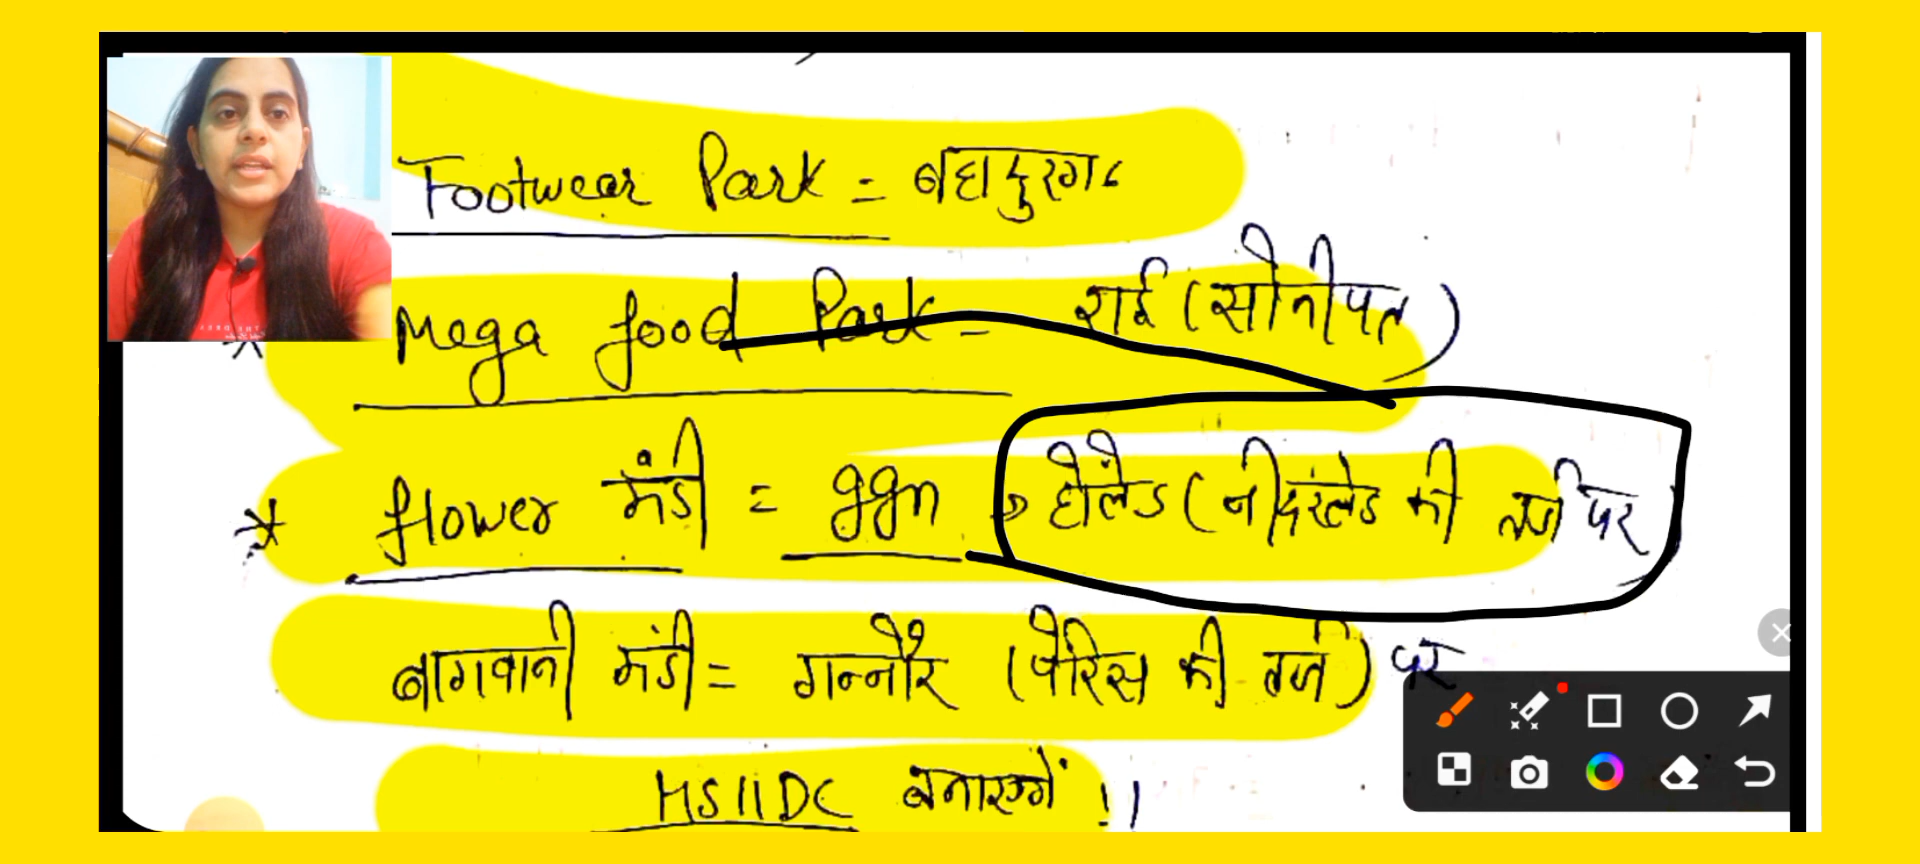 Footwear Park = बहादुरगढ़
* Mega food Park = राई (सोनीपत)
* flower मंडी = ggn → हौलैंड (नीदरलैंड की तर्ज पर)
बागवानी मंडी = गन्नौर (पेरिस की तर्ज) पर
HSIIDC बनाएगें !!